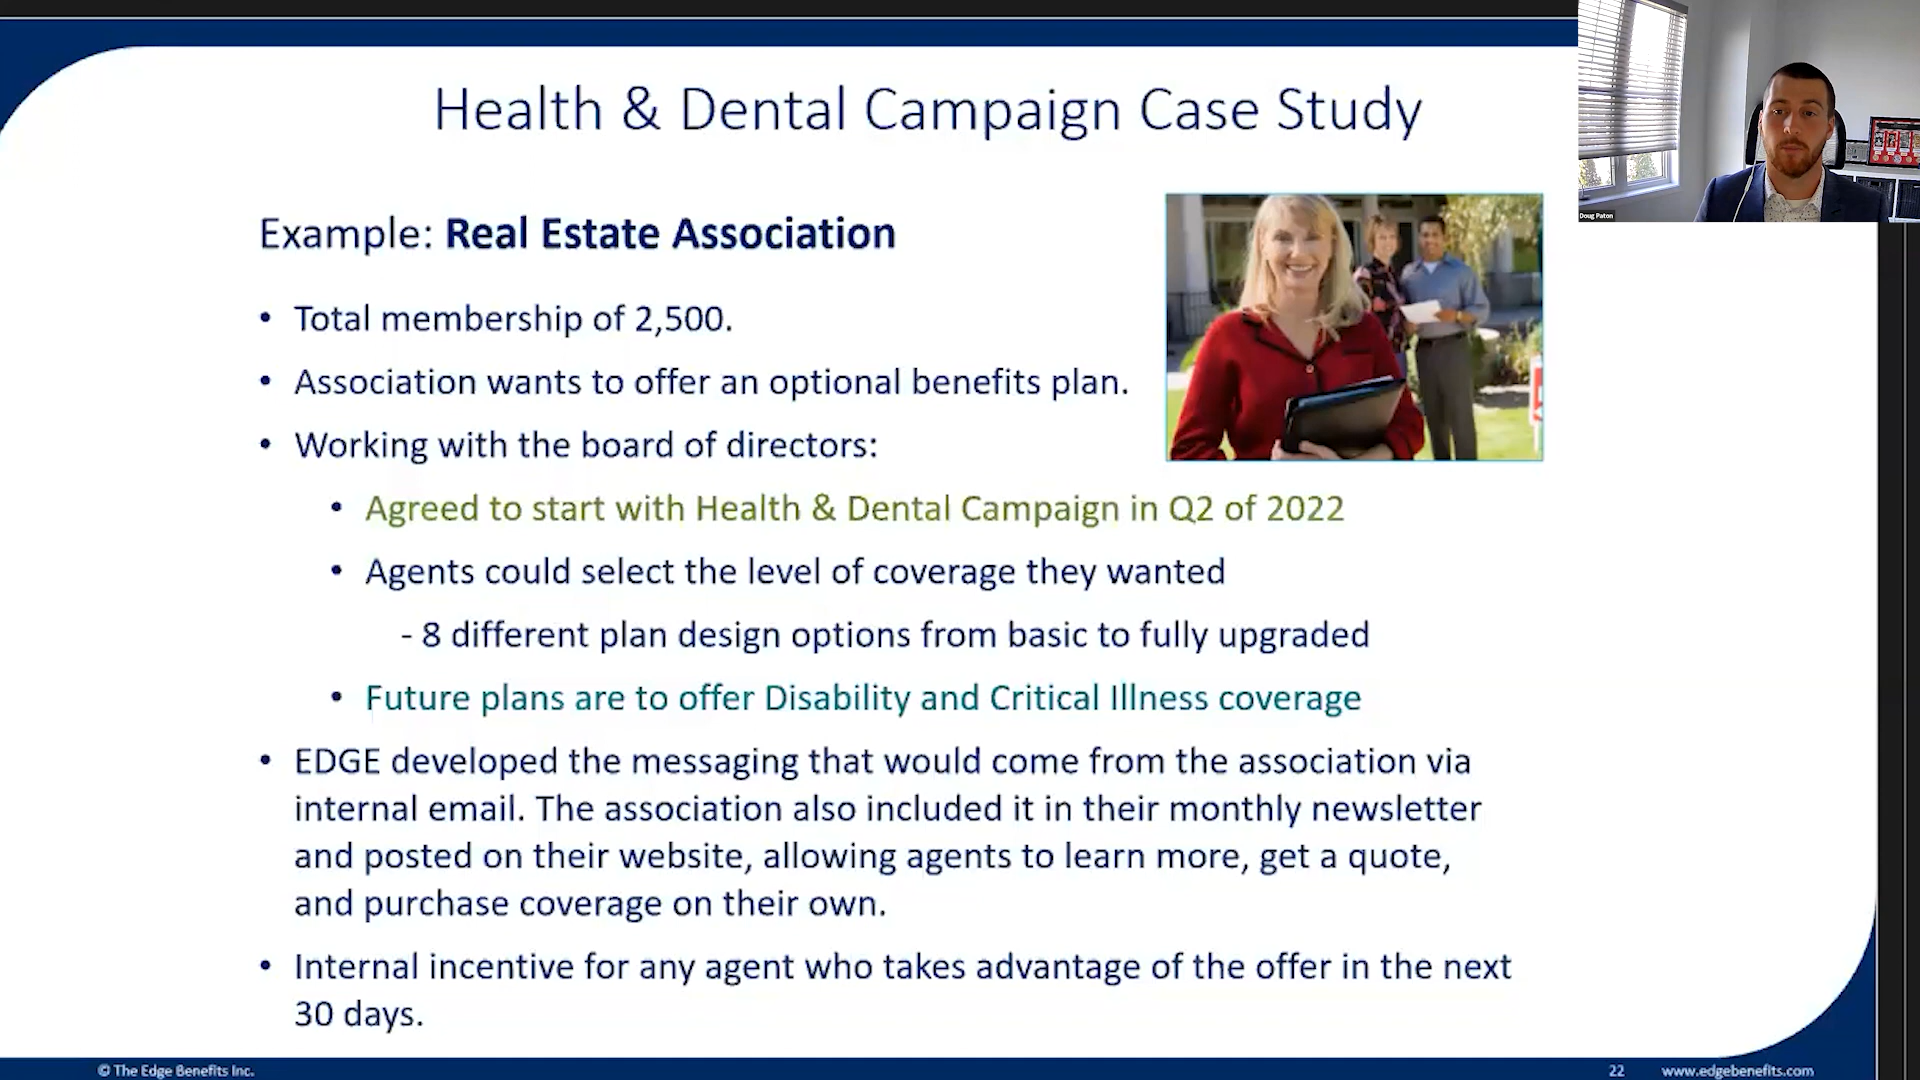 Health & Dental Campaign Case Study
Doug Paton
Example: Real Estate Association
• Total membership of 2,500.
• Association wants to offer an optional benefits plan.
• Working with the board of directors:
• Agreed to start with Health & Dental Campaign in Q2 of 2022
• Agents could select the level of coverage they wanted
- 8 different plan design options from basic to fully upgraded
• Future plans are to offer Disability and Critical Illness coverage
• EDGE developed the messaging that would come from the association via
internal email. The association also included it in their monthly newsletter
and posted on their website, allowing agents to learn more, get a quote,
and purchase coverage on their own.
• Internal incentive for any agent who takes advantage of the offer in the next
30 days.
© The Edge Benefits Inc.
22
www.edgebenefits.com